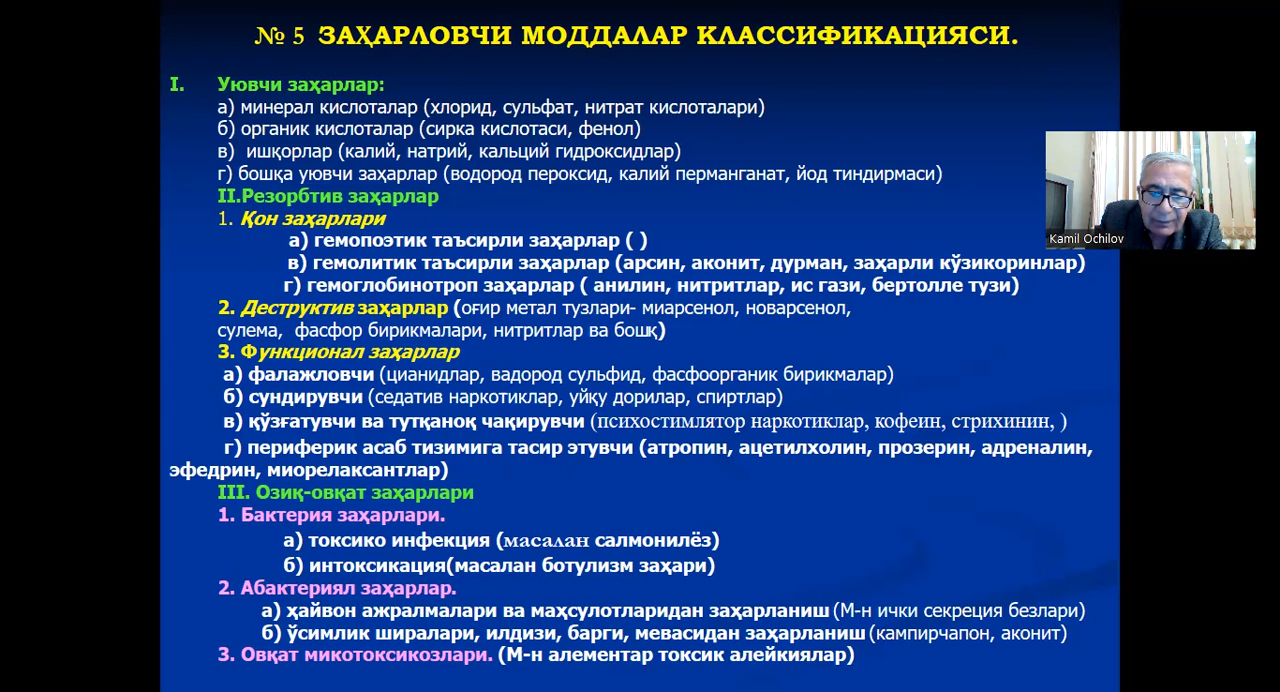 № 5 ЗАҲАРЛОВЧИ МОДДАЛАР КЛАССИФИКАЦИЯСИ.
I. Уювчи заҳарлар:
а) минерал кислоталар (хлорид, сульфат, нитрат кислоталари)
б) органик кислоталар (сирка кислотаси, фенол)
в) ишқорлар (калий, натрий, кальций гидроксидлар)
г) бошқа уювчи заҳарлар (водород пероксид, калий перманганат, йод тиндирмаси)
II.Резорбтив заҳарлар
1. Қон заҳарлари
а) гемопоэтик таъсирли заҳарлар ( )
в) гемолитик таъсирли заҳарлар (арсин, аконит, дурман, заҳарли кўзикоринлар)
г) гемоглобинотроп заҳарлар ( анилин, нитритлар, ис гази, бертолле тузи)
2. Деструктив заҳарлар (оғир метал тузлари- миарсенол, новарсенол,
сулема, фасфор бирикмалари, нитритлар ва бошқ)
3. Функционал заҳарлар
а) фалажловчи (цианидлар, вадород сульфид, фасфоорганик бирикмалар)
б) сундирувчи (седатив наркотиклар, уйқу дорилар, спиртлар)
в) қўзғатувчи ва тутқаноқ чақирувчи (психостимлятор наркотиклар, кофеин, стрихинин, )
г) периферик асаб тизимига тасир этувчи (атропин, ацетилхолин, прозерин, адреналин,
эфедрин, миорелаксантлар)
III. Озиқ-овқат заҳарлари
1. Бактерия заҳарлари.
а) токсико инфекция (масалан салмонилёз)
б) интоксикация(масалан ботулизм заҳари)
2. Абактериял заҳарлар.
а) ҳайвон ажралмалари ва маҳсулотларидан заҳарланиш (М-н ички секреция безлари)
б) ўсимлик ширалари, илдизи, барги, мевасидан заҳарланиш (кампирчапон, аконит)
3. Овқат микотоксикозлари. (М-н алементар токсик алейкиялар)
Kamil Ochilov